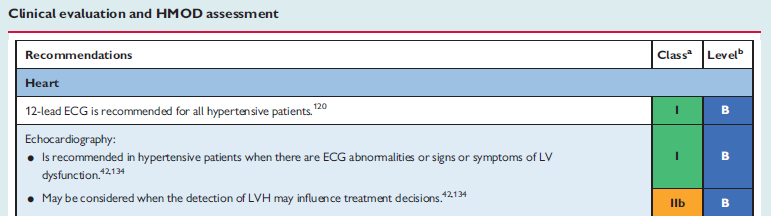 Clinical evaluation and HMOD assessment
Recommendations Classᵃ Levelᵇ
Heart
12-lead ECG is recommended for all hypertensive patients.¹²⁰ I B
Echocardiography:
• Is recommended in hypertensive patients when there are ECG abnormalities or signs or symptoms of LV
dysfunction.⁴²,¹³⁴ I B
• May be considered when the detection of LVH may influence treatment decisions.⁴²,¹³⁴ IIb B